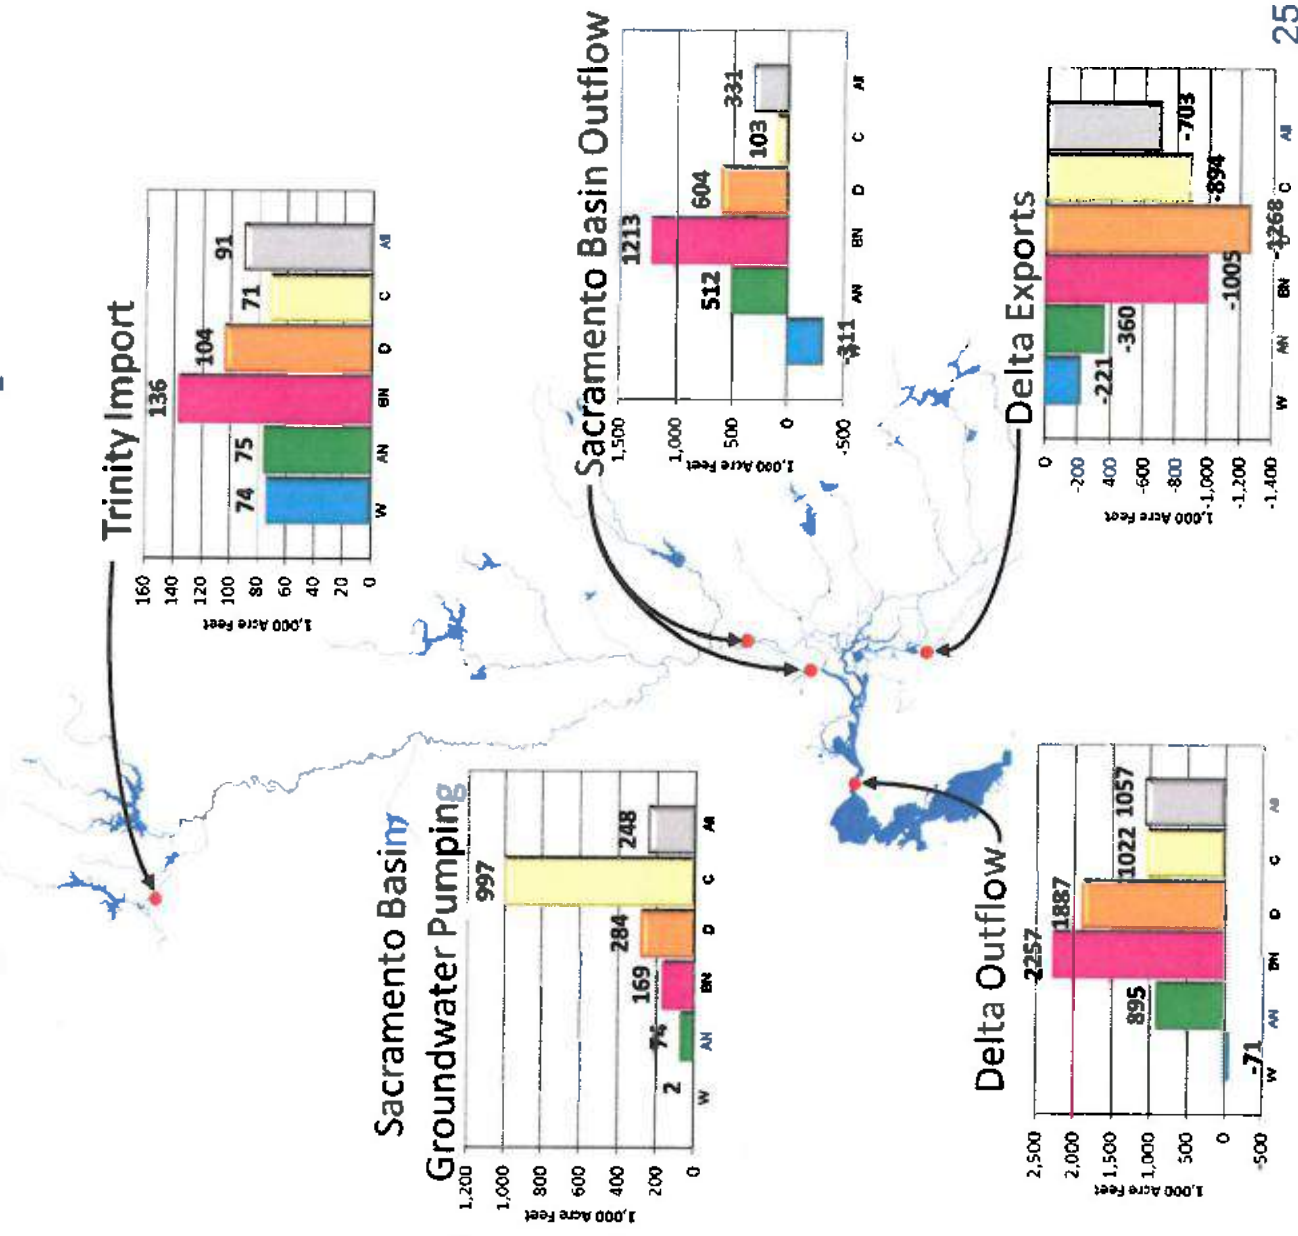 Trinity Import
160
140
120
100
80
60
40
20
0
1,000 Acre Feet
74
75
136
104
71
91
W
AN
BN
D
C
All
Sacramento Basin
Groundwater Pumping
1,200
1,000
800
600
400
200
0
1,000 Acre Feet
2
74
169
284
997
248
W
AN
BN
D
C
All
Sacramento Basin Outflow
1,500
1,000
500
0
-500
1,000 Acre Feet
-311
512
1213
604
103
331
W
AN
BN
D
C
All
Delta Outflow
2,500
2,000
1,500
1,000
500
0
-500
1,000 Acre Feet
-71
895
2257
1887
1022
1057
W
AN
BN
D
C
All
Delta Exports
0
-200
-400
-600
-800
-1,000
-1,200
-1,400
1,000 Acre Feet
-221
-360
-1005
-1268
-894
-703
W
AN
BN
D
C
All
25